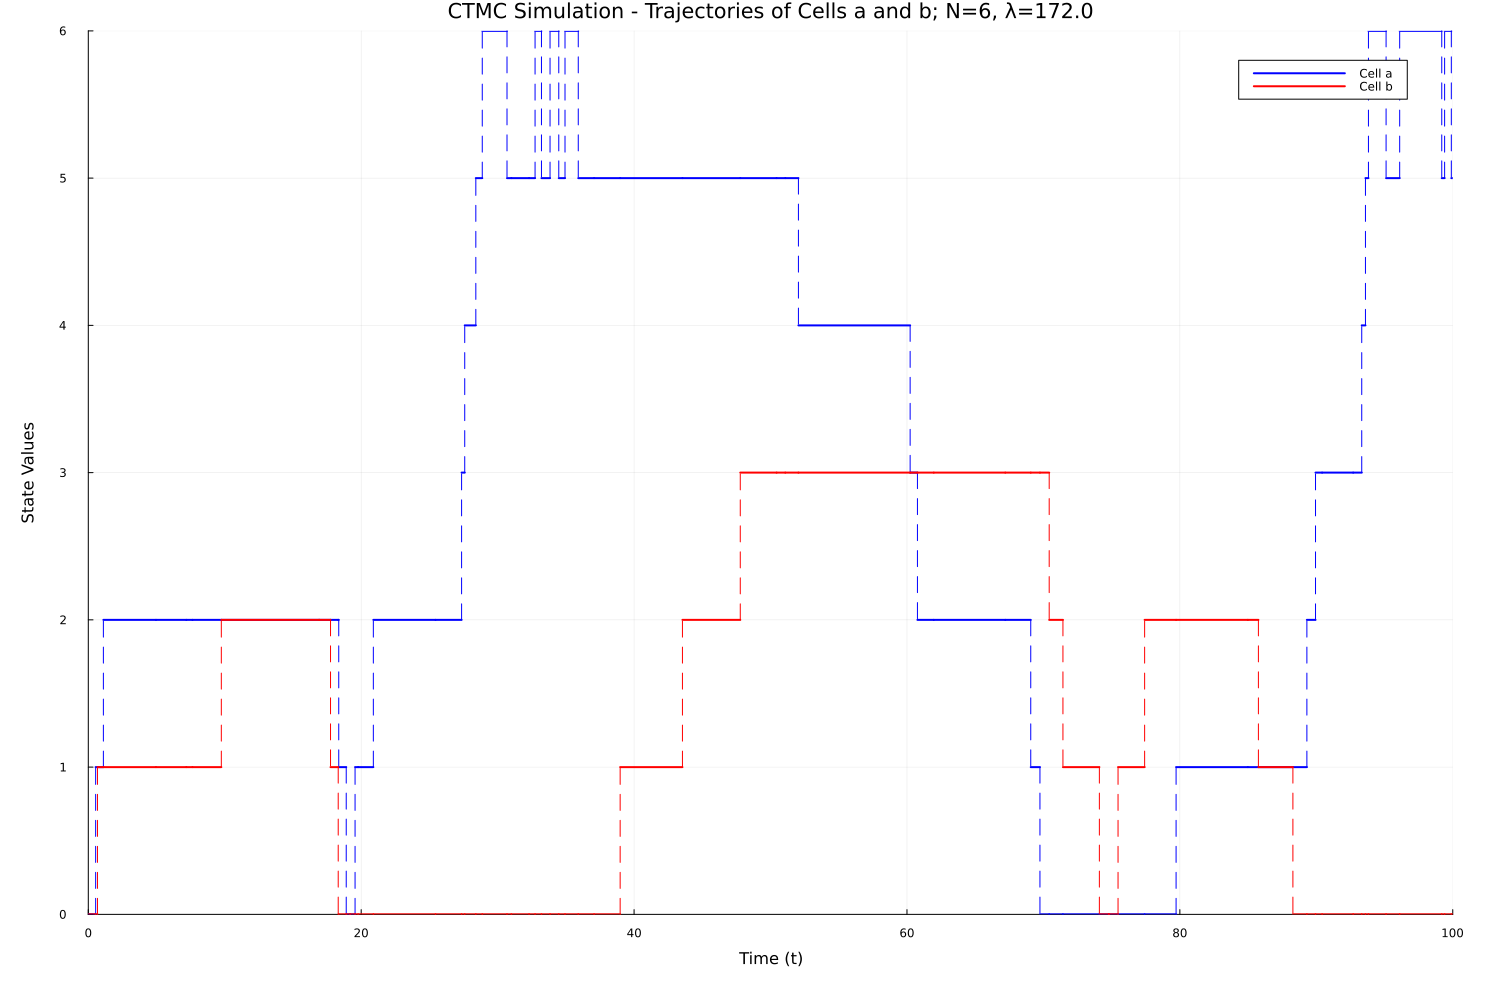 CTMC Simulation - Trajectories of Cells a and b; N=6, λ=172.0
Cell a
Cell b
State Values
6
5
4
3
2
1
0
0 20 40 60 80 100
Time (t)